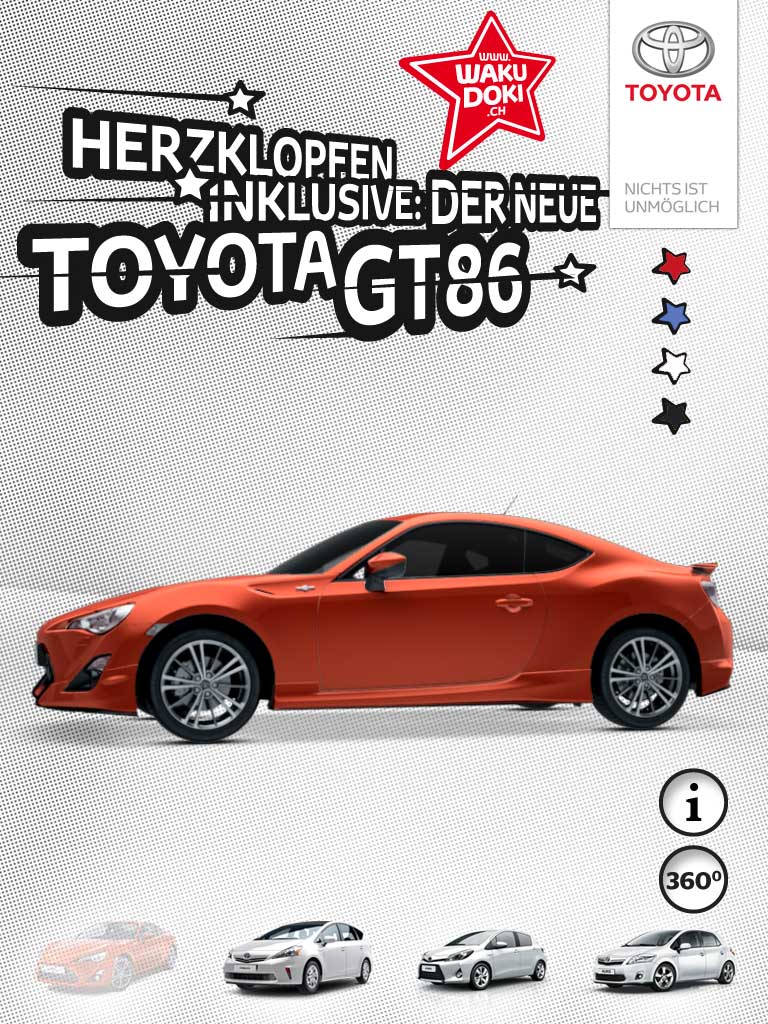 WWW.
WAKU
DOKI
.CH
TOYOTA
NICHTS IST
UNMÖGLICH
HERZKLOPFEN
INKLUSIVE: DER NEUE
TOYOTA GT86
i
360°